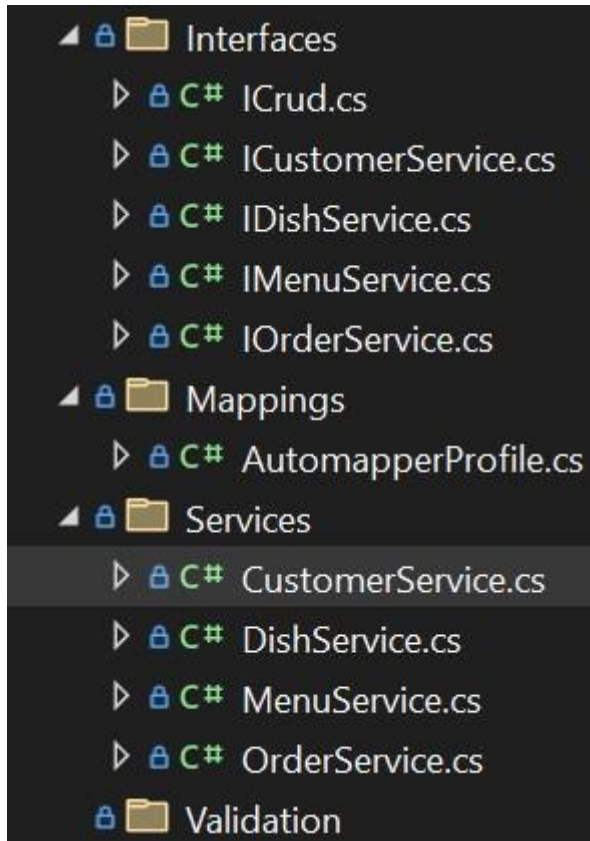 Interfaces
C# ICrud.cs
C# ICustomerService.cs
C# IDishService.cs
C# IMenuService.cs
C# IOrderService.cs
Mappings
C# AutomapperProfile.cs
Services
C# CustomerService.cs
C# DishService.cs
C# MenuService.cs
C# OrderService.cs
Validation